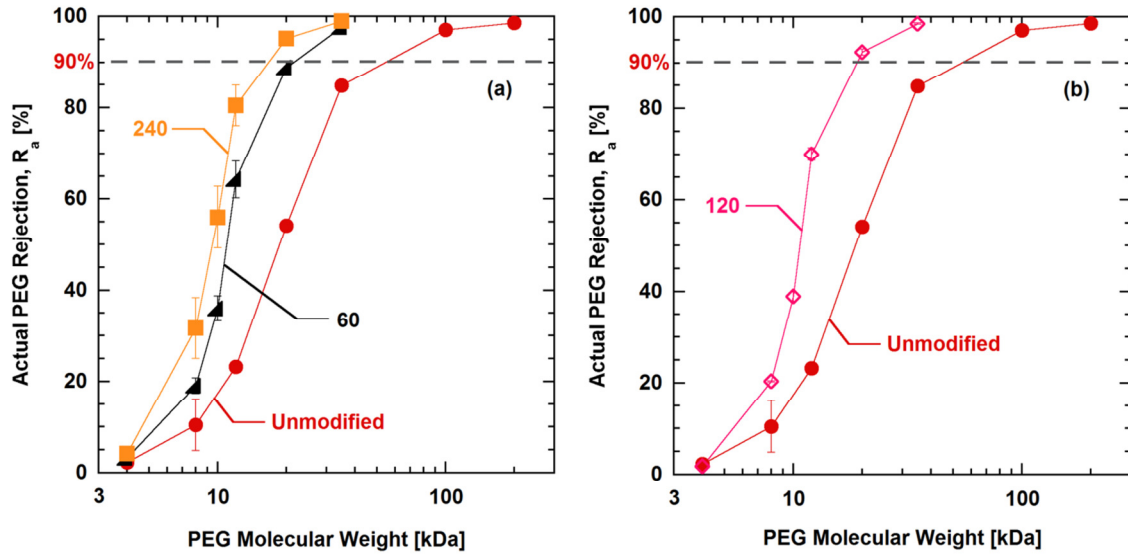 100
90%
80
60
40
20
0
Actual PEG Rejection, Ra [%]
(a)
240
60
Unmodified
3
10
100
PEG Molecular Weight [kDa]
100
90%
80
60
40
20
0
Actual PEG Rejection, Ra [%]
(b)
120
Unmodified
3
10
100
PEG Molecular Weight [kDa]